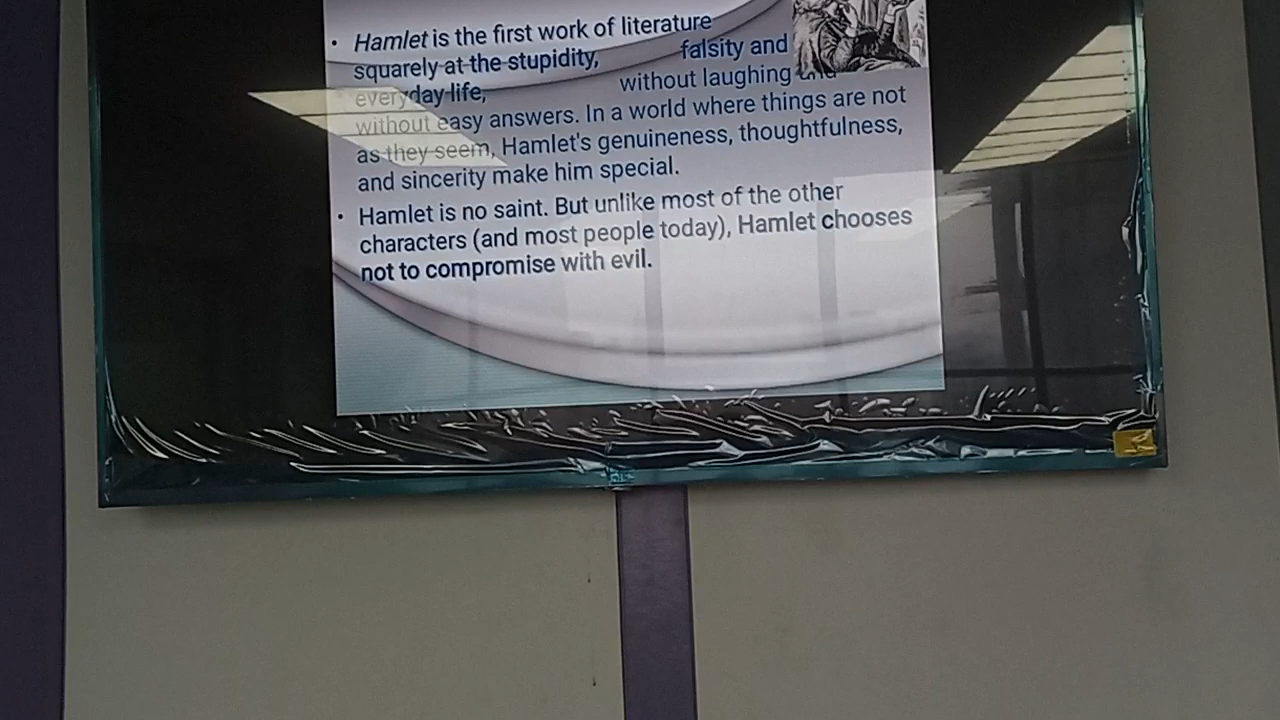 • Hamlet is the first work of literature
squarely at the stupidity, falsity and
everyday life, without laughing
without easy answers. In a world where things are not
as they seem, Hamlet's genuineness, thoughtfulness,
and sincerity make him special.
• Hamlet is no saint. But unlike most of the other
characters (and most people today), Hamlet chooses
not to compromise with evil.